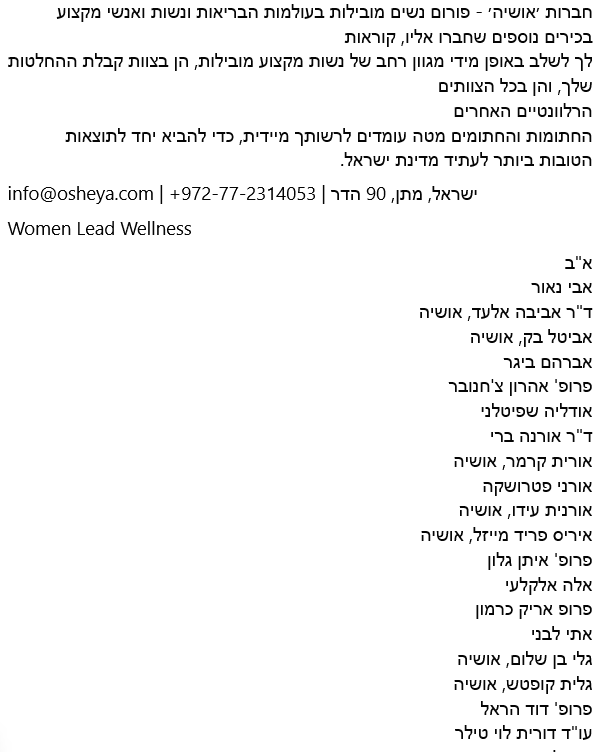 חברות ׳אושיה׳ - פורום נשים מובילות בעולמות הבריאות ונשות ואנשי מקצוע
בכירים נוספים שחברו אליו, קוראות
לך לשלב באופן מידי מגוון רחב של נשות מקצוע מובילות, הן בצוות קבלת ההחלטות
שלך, והן בכל הצוותים
הרלוונטיים האחרים
החתומות והחתומים מטה עומדים לרשותך מיידית, כדי להביא יחד לתוצאות
הטובות ביותר לעתיד מדינת ישראל.
info@osheya.com | +972-77-2314053 | ישראל, מתן, 90 הדר
Women Lead Wellness
א"ב
אבי נאור
ד"ר אביבה אלעד, אושיה
אביטל בק, אושיה
אברהם ביגר
פרופ' אהרון צ'חנובר
אודליה שפיטלני
ד"ר אורנה ברי
אורית קרמר, אושיה
אורני פטרושקה
אורנית עידו, אושיה
איריס פריד מייזל, אושיה
פרופ' איתן גלון
אלה אלקלעי
פרופ אריק כרמון
אתי לבני
גלי בן שלום, אושיה
גלית קופטש, אושיה
פרופ' דוד הראל
עו"ד דורית לוי טילר